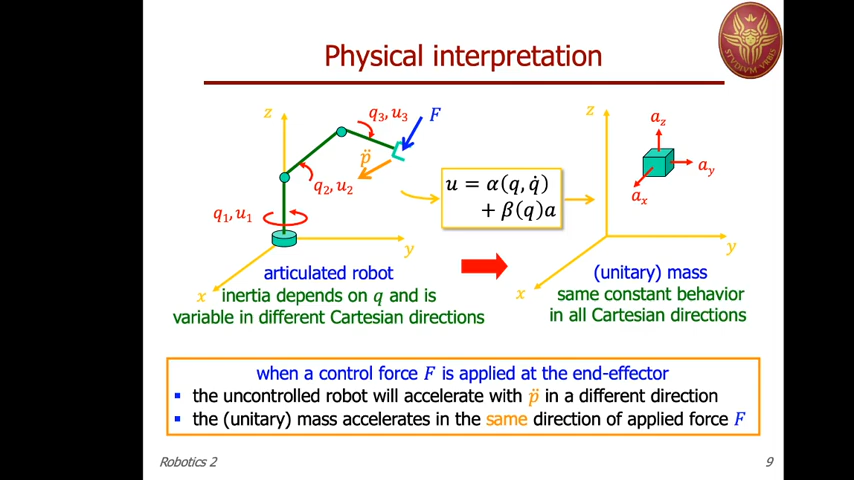 Physical interpretation
STVDIVM VRBIS
z
q₃, u₃
F
p̈
q₂, u₂
q₁, u₁
y
x
articulated robot
inertia depends on q and is
variable in different Cartesian directions
u = α(q, q̇)
+ β(q)a
z
a_z
a_y
a_x
y
x
(unitary) mass
same constant behavior
in all Cartesian directions
when a control force F is applied at the end-effector
▪ the uncontrolled robot will accelerate with p̈ in a different direction
▪ the (unitary) mass accelerates in the same direction of applied force F
Robotics 2
9